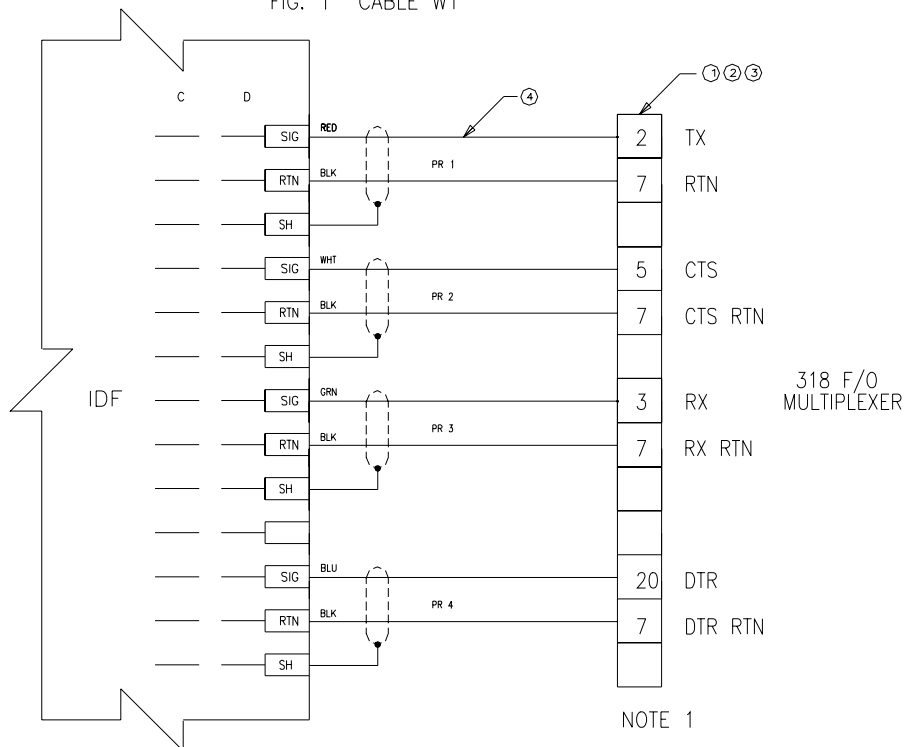 FIG. 1 CABLE W1
①②③
C D
④
SIG RED 2 TX
PR 1
RTN BLK 7 RTN
SH
SIG WHT 5 CTS
PR 2
RTN BLK 7 CTS RTN
SH
318 F/O
MULTIPLEXER
IDF
SIG GRN 3 RX
PR 3
RTN BLK 7 RX RTN
SH
SIG BLU 20 DTR
PR 4
RTN BLK 7 DTR RTN
SH
NOTE 1